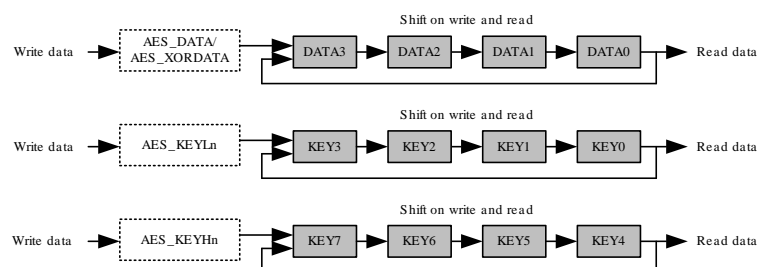 Shift on write and read
Write data AES_DATA/ AES_XORDATA DATA3 DATA2 DATA1 DATA0 Read data
Shift on write and read
Write data AES_KEYLn KEY3 KEY2 KEY1 KEY0 Read data
Shift on write and read
Write data AES_KEYHn KEY7 KEY6 KEY5 KEY4 Read data